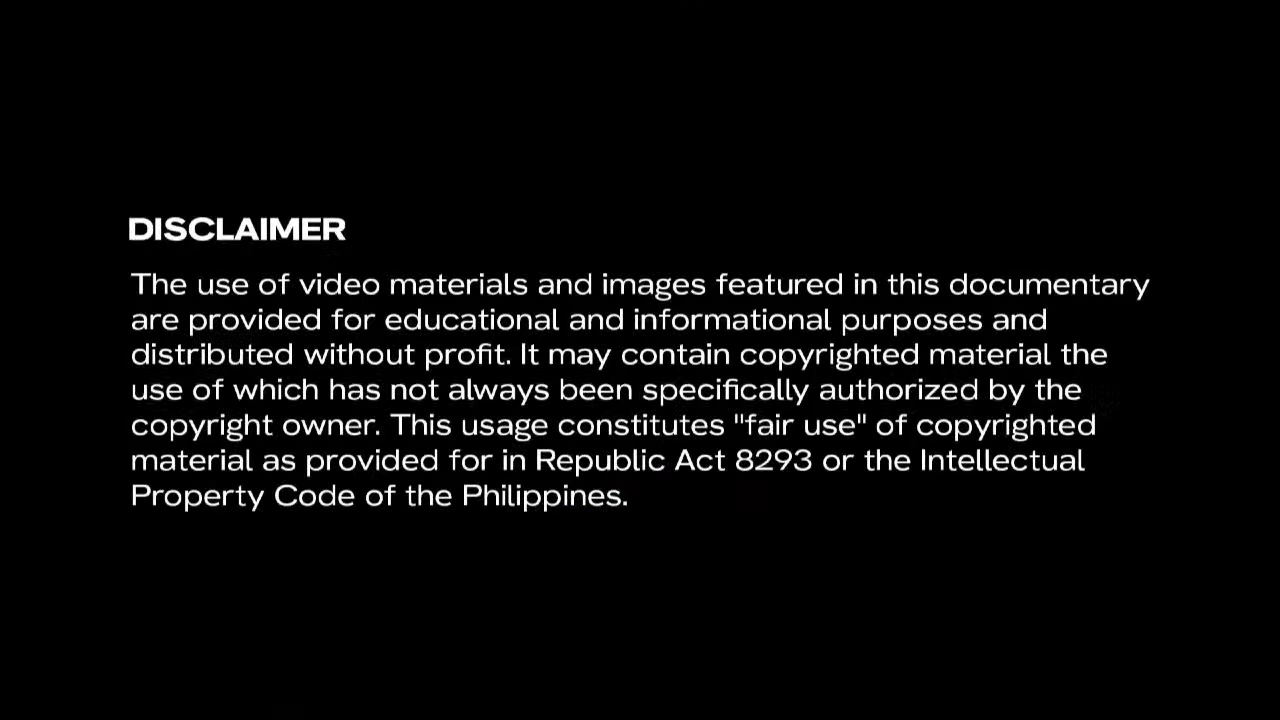 DISCLAIMER
The use of video materials and images featured in this documentary
are provided for educational and informational purposes and
distributed without profit. It may contain copyrighted material the
use of which has not always been specifically authorized by the
copyright owner. This usage constitutes "fair use" of copyrighted
material as provided for in Republic Act 8293 or the Intellectual
Property Code of the Philippines.